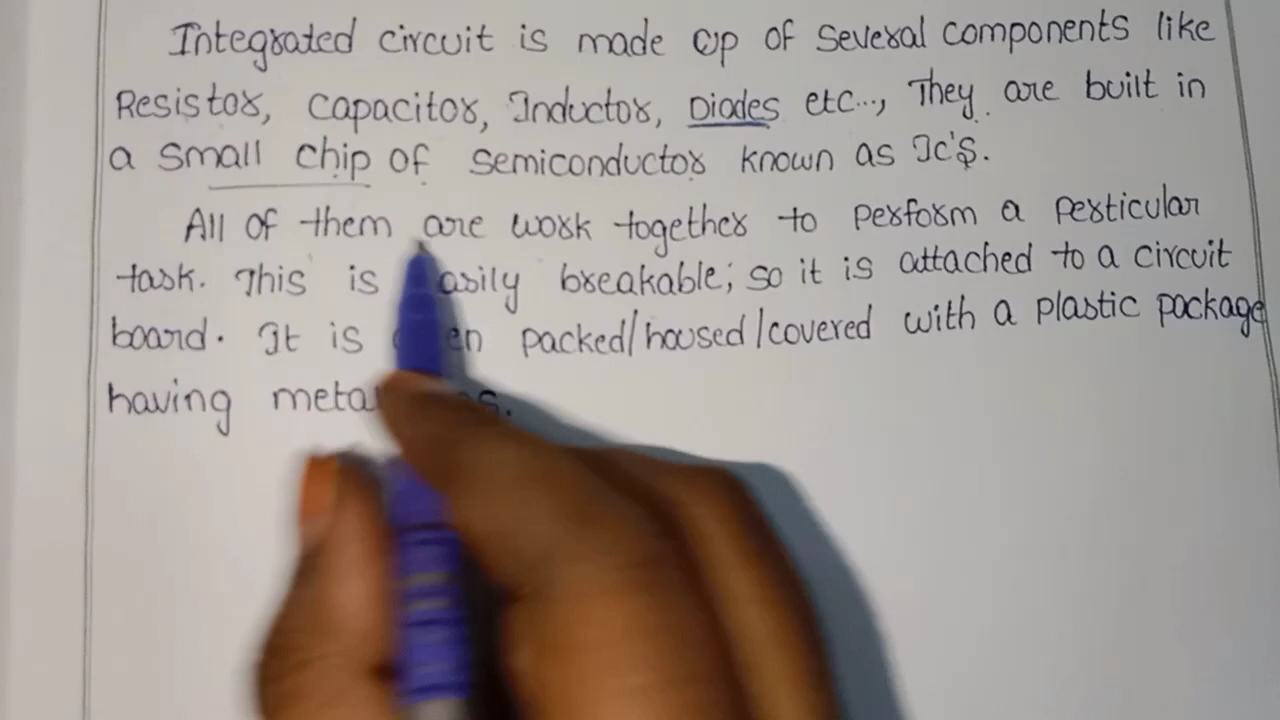 Integrated circuit is made up of several components like
Resistor, capacitor, Inductor, Diodes etc..., They are built in
a small chip of semiconductor known as Ic's.
All of them are work together to perform a perticular
task. This is easily breakable; so it is attached to a circuit
board. It is packed/housed/covered with a plastic package
having